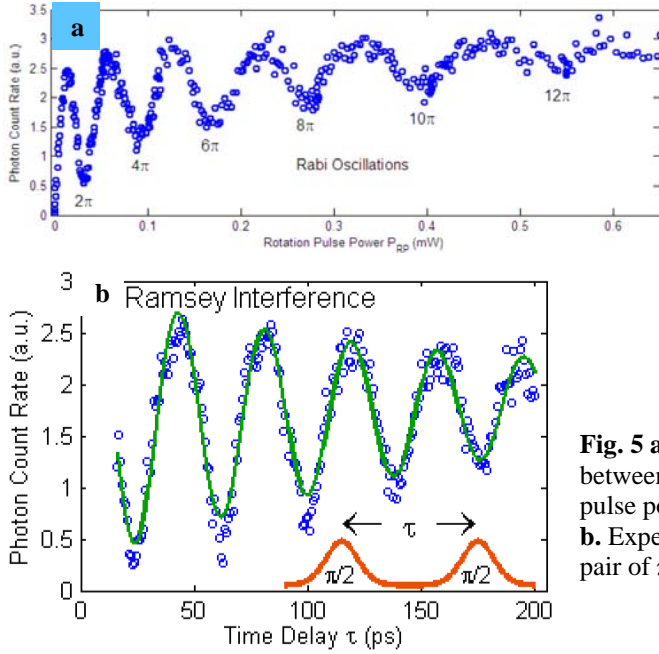 a
3.5
3
2.5
2
1.5
1
0.5
0
Photon Count Rate (a.u.)
2π
4π
6π
8π
10π
12π
Rabi Oscillations
0 0.1 0.2 0.3 0.4 0.5 0.6
Rotation Pulse Power P_RP (mW)
b Ramsey Interference
3
2.5
2
1.5
1
0.5
0
Photon Count Rate (a.u.)
τ
π/2 π/2
0 50 100 150 200
Time Delay τ (ps)
Fig. 5 a
between
pulse po
b. Expe
pair of